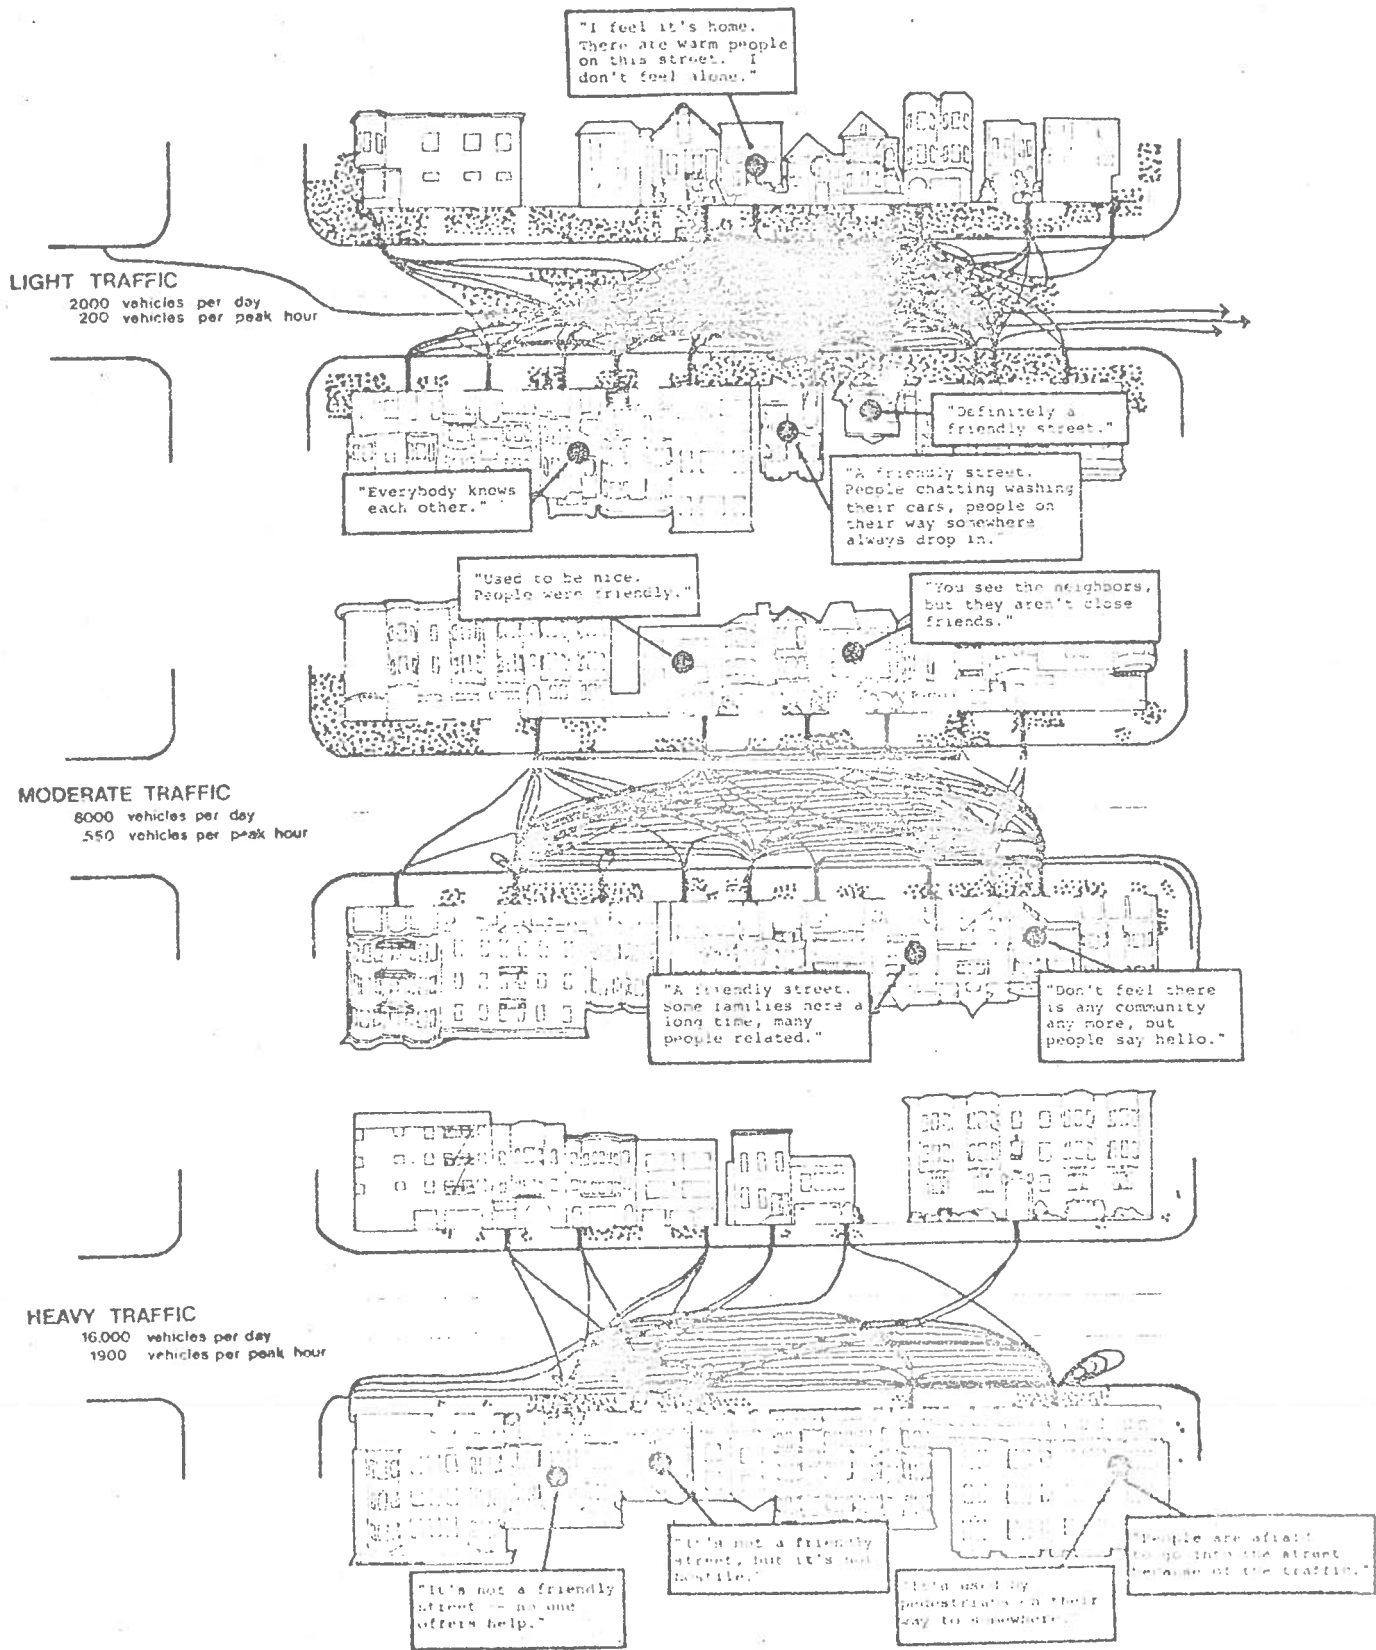 "I feel it's home.
There are warm people
on this street. I
don't feel alone."
LIGHT TRAFFIC
2000 vehicles per day
200 vehicles per peak hour
"Definitely a
friendly street."
"Everybody knows
each other."
"A friendly street.
People chatting washing
their cars, people on
their way somewhere
always drop in.
"Used to be nice.
People were friendly."
"You see the neighbors,
but they aren't close
friends."
MODERATE TRAFFIC
8000 vehicles per day
550 vehicles per peak hour
"A friendly street.
Some families here a
long time, many
people related."
"Don't feel there
is any community
any more, but
people say hello."
HEAVY TRAFFIC
16,000 vehicles per day
1900 vehicles per peak hour
"It's not a friendly
street - no one
offers help."
"It's not a friendly
street, but it's not
hostile."
"It's used by
pedestrians on their
way to somewhere.
"People are afraid
to go into the street
because of the traffic."